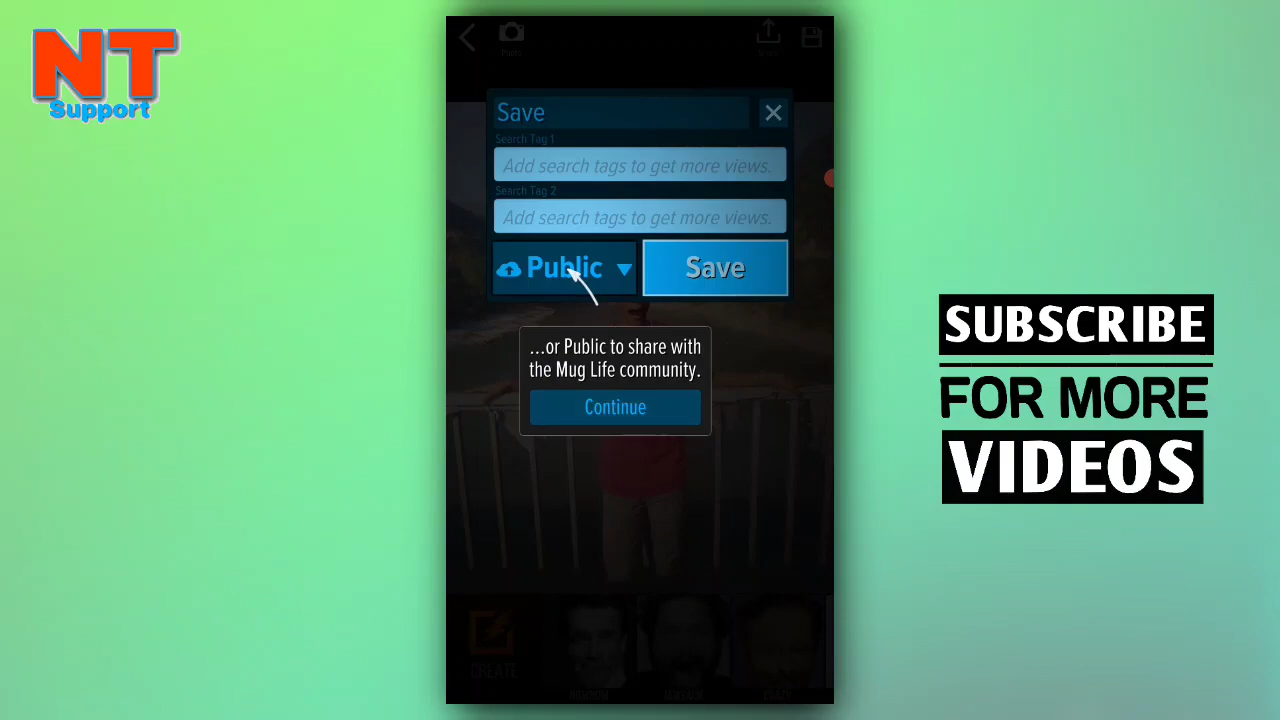 NT
Support
Save
Search Tag 1
Add search tags to get more views.
Search Tag 2
Add search tags to get more views.
Public
Save
...or Public to share with
the Mug Life community.
Continue
CREATE
SUBSCRIBE
FOR MORE
VIDEOS